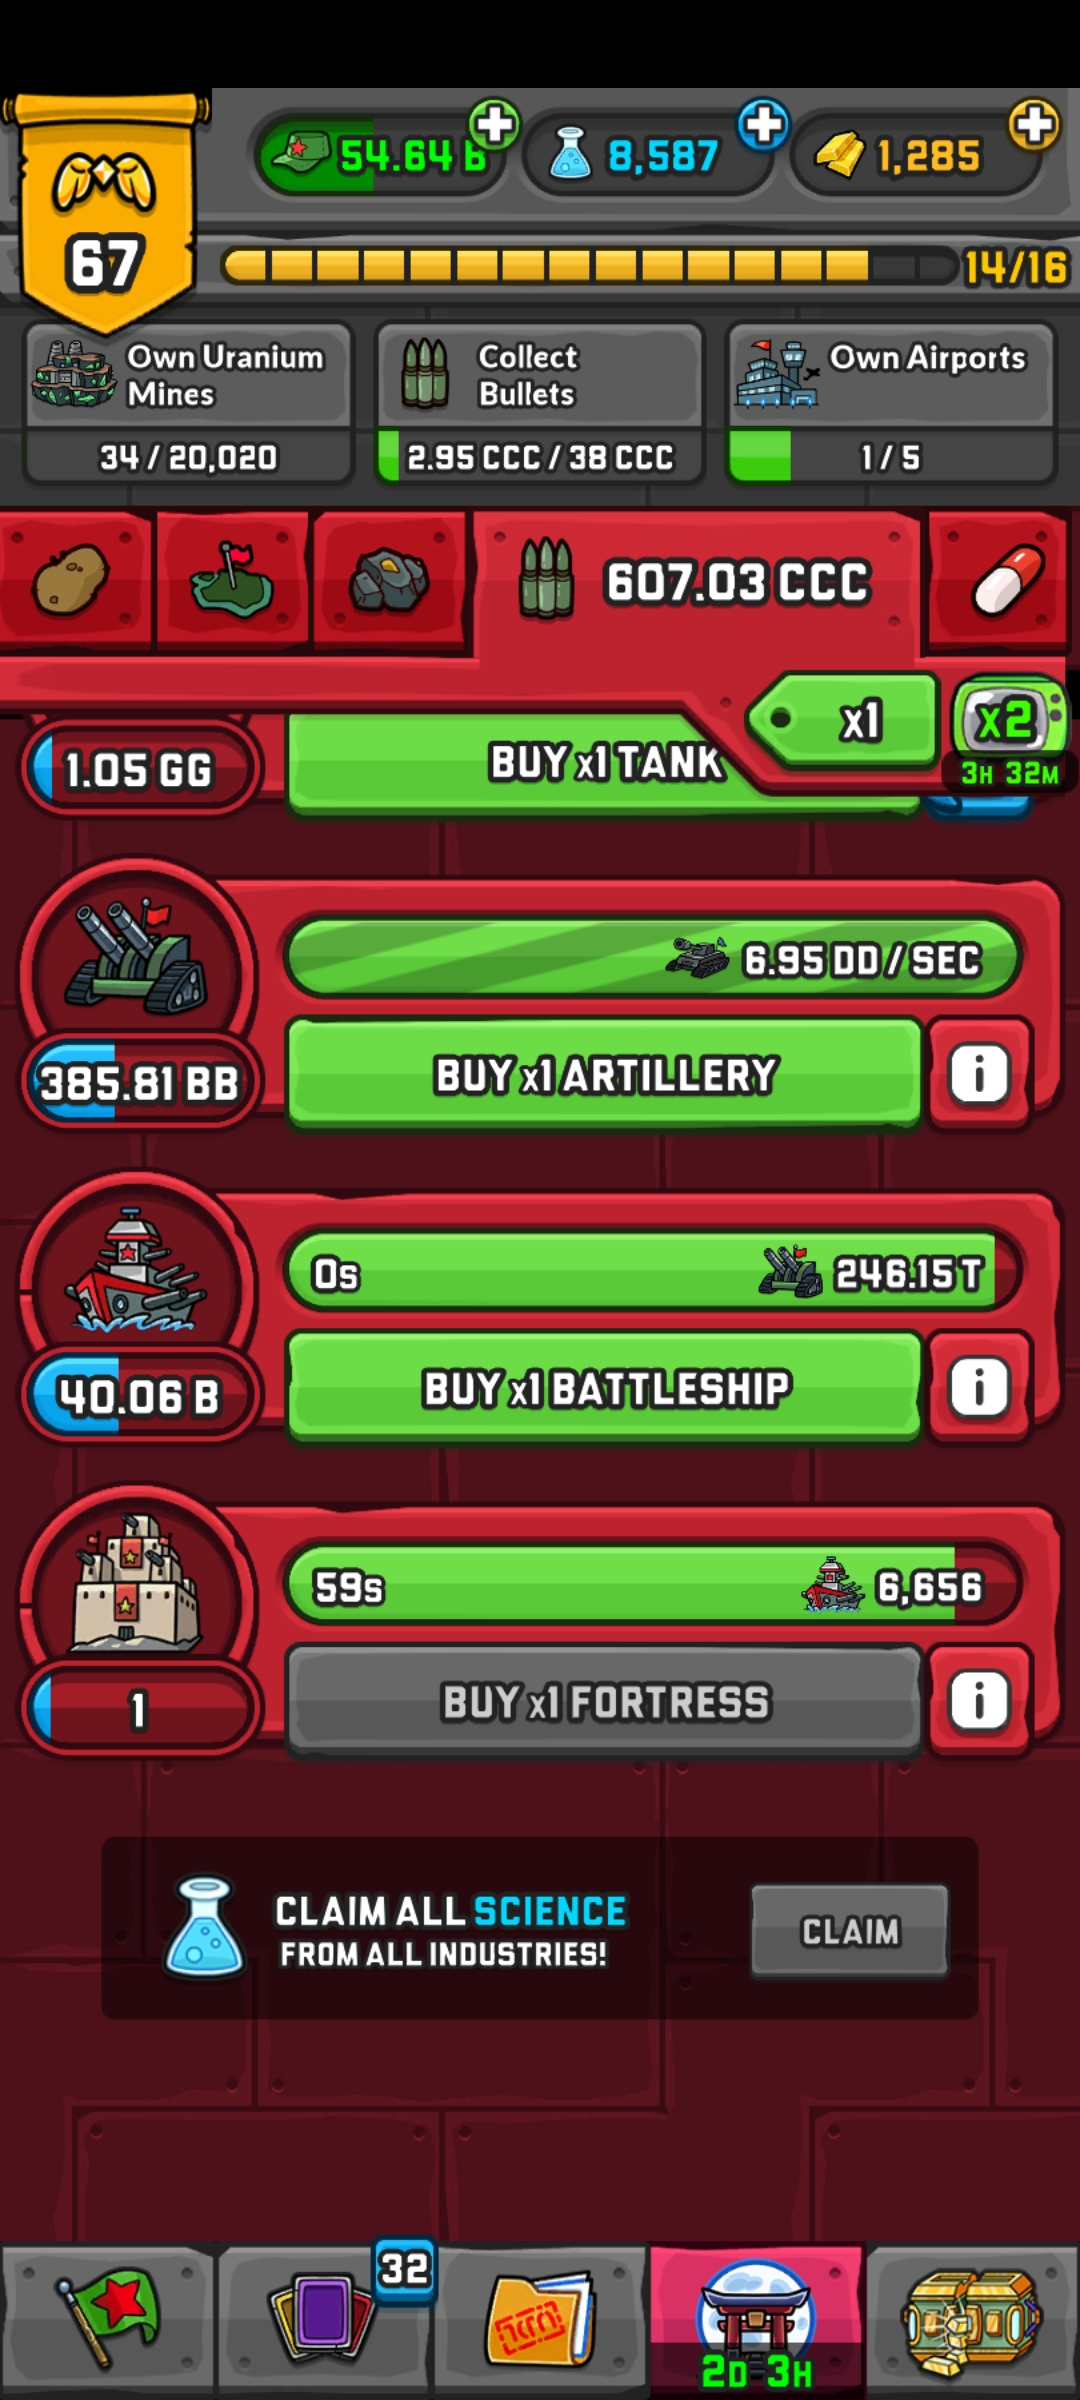 54.64 B
8,587
1,285
67
14/16
Own Uranium
Mines
34 / 20,020
Collect
Bullets
2.95 CCC / 38 CCC
Own Airports
1 / 5
607.03 CCC
x1
x2
3H 32M
1.05 GG
BUY x1 TANK
6.95 DD / SEC
385.81 BB
BUY x1 ARTILLERY
i
0s
246.15 T
40.06 B
BUY x1 BATTLESHIP
i
59s
6,656
1
BUY x1 FORTRESS
i
CLAIM ALL SCIENCE
FROM ALL INDUSTRIES!
CLAIM
32
2D 3H